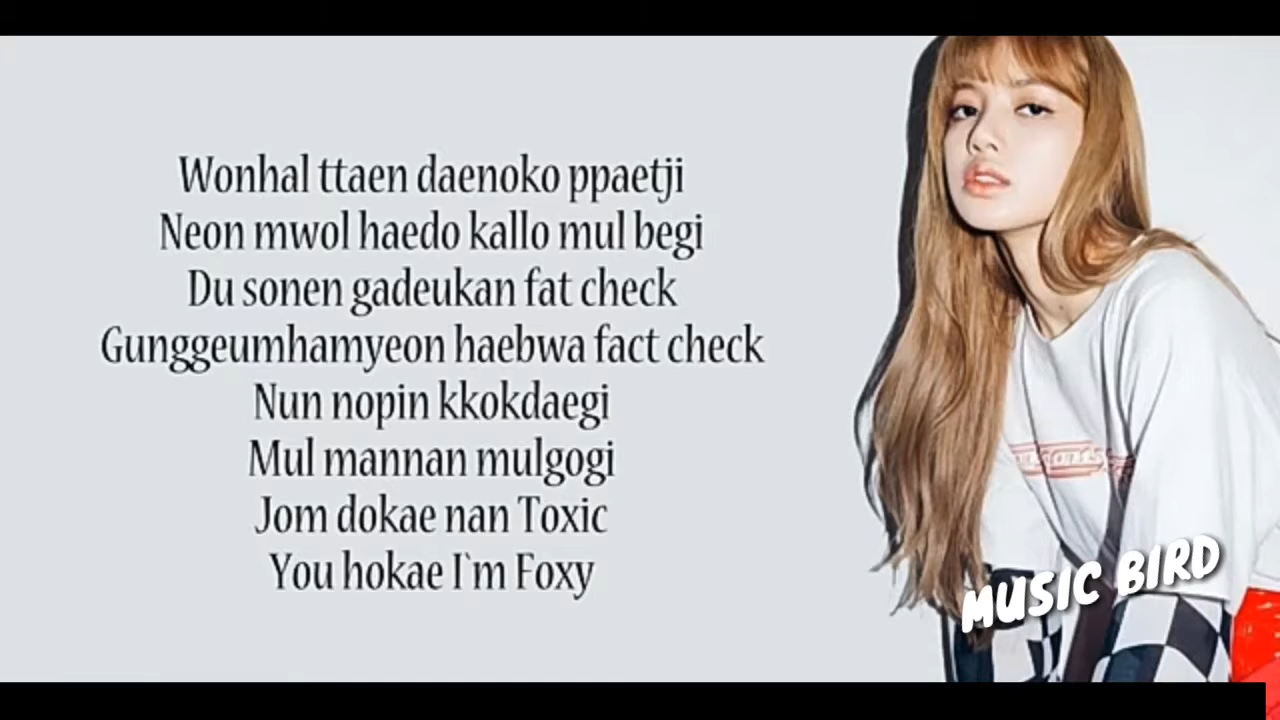 Wonhal ttaen daenoko ppaetji
Neon mwol haedo kallo mul begi
Du sonen gadeukan fat check
Gunggeumhamyeon haebwa fact check
Nun nopin kkokdaegi
Mul mannan mulgogi
Jom dokae nan Toxic
You hokae I`m Foxy
MUSIC BIRD